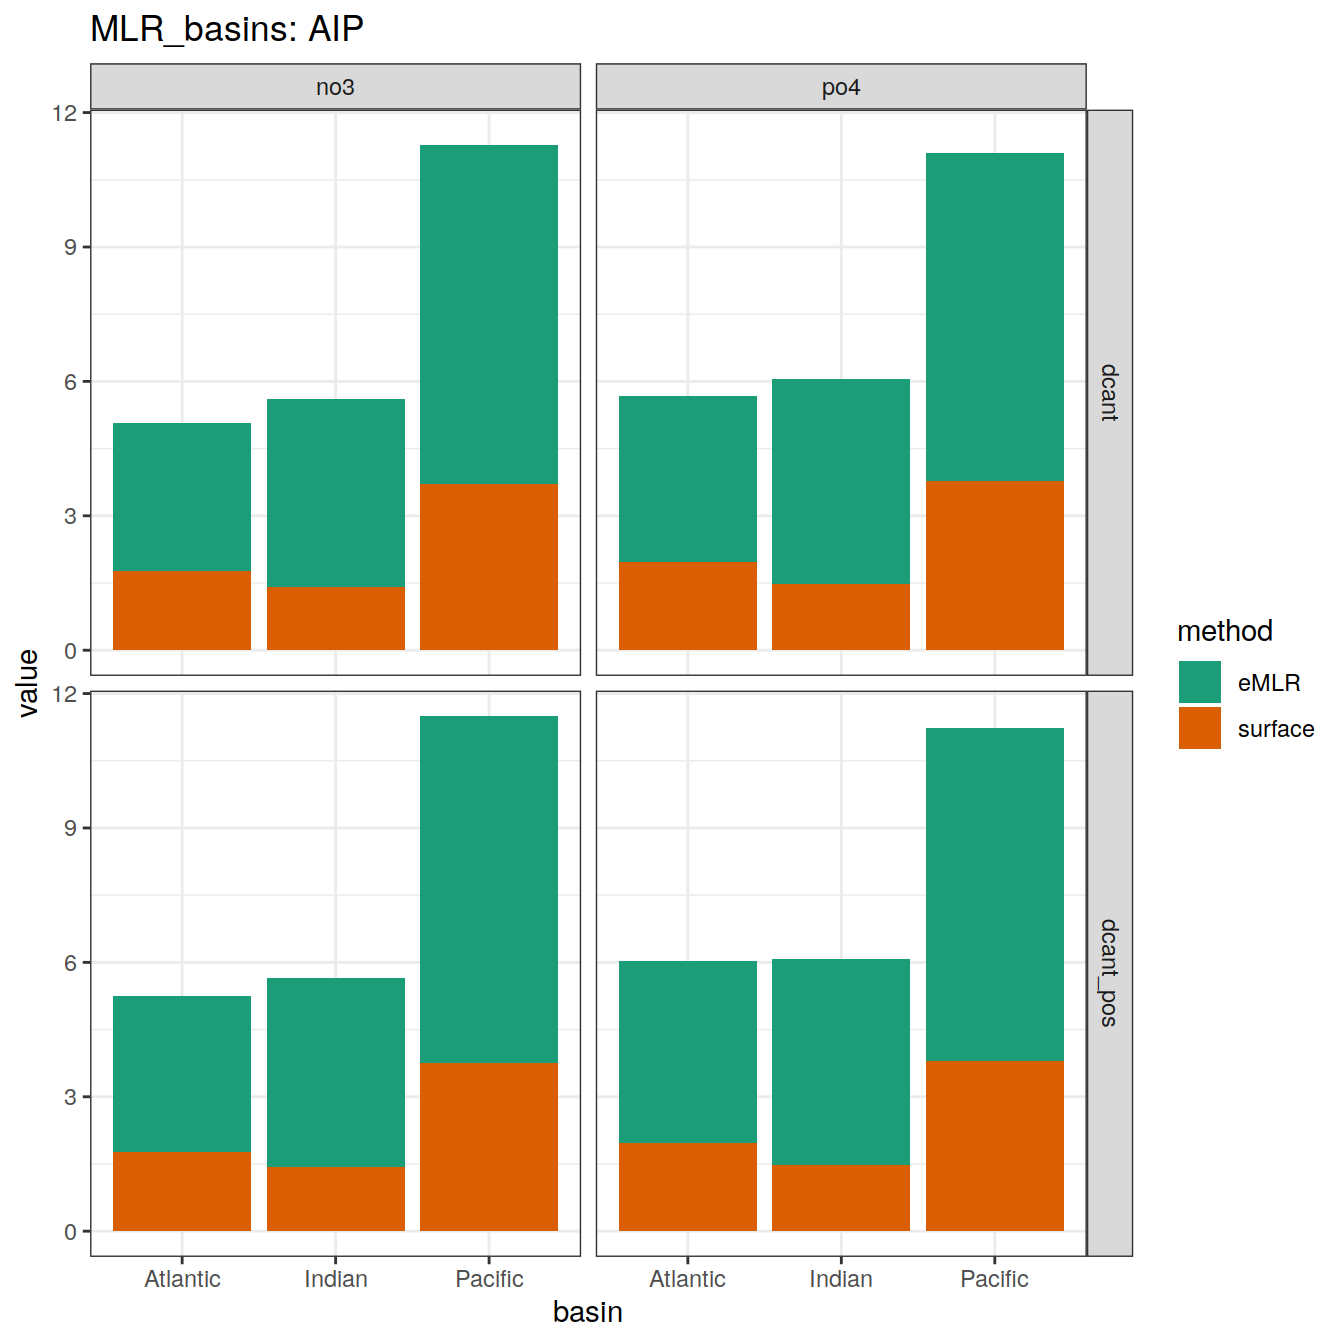 MLR_basins: AIP
no3
po4
12
9
6
3
0
dcant
value
12
9
6
3
0
dcant_pos
method
eMLR
surface
Atlantic Indian Pacific Atlantic Indian Pacific
basin